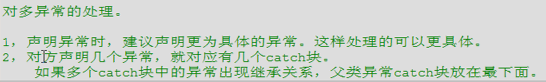 对多异常的处理。
1，声明异常时，建议声明更为具体的异常。这样处理的可以更具体。
2，对方声明几个异常，就对应有几个catch块。
如果多个catch块中的异常出现继承关系，父类异常catch块放在最下面。